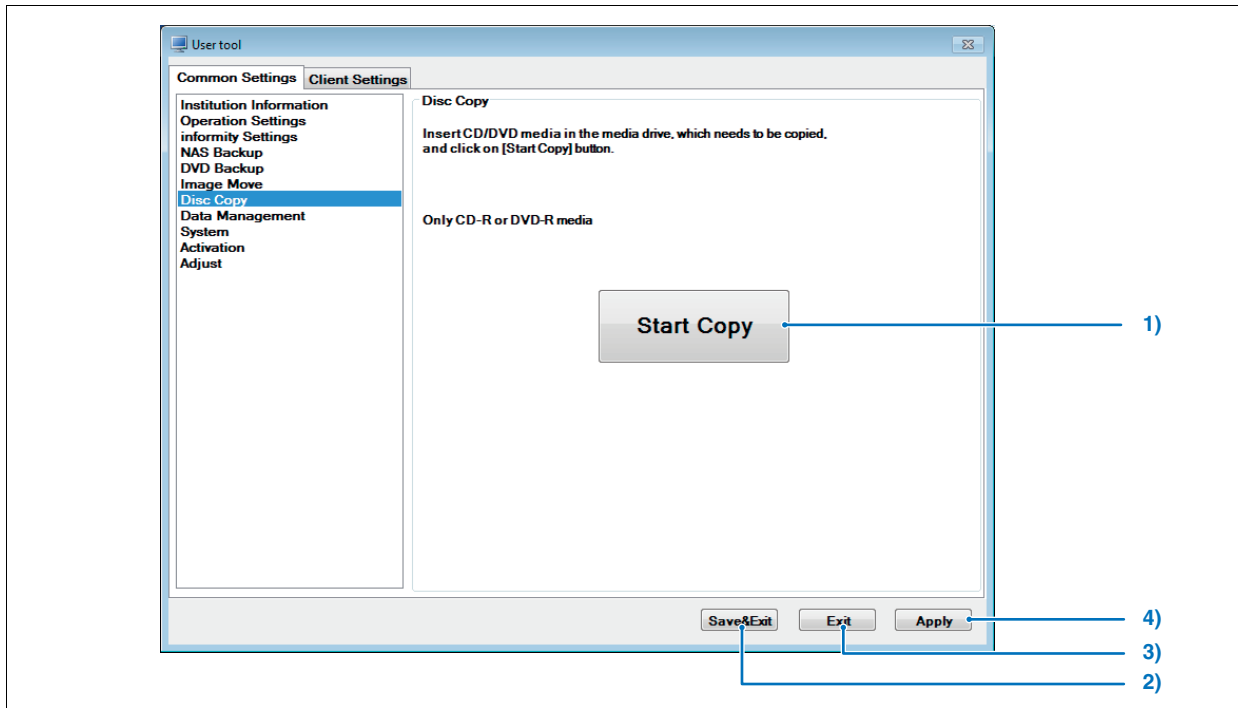 User tool
Common Settings Client Settings
Institution Information
Operation Settings
informity Settings
NAS Backup
DVD Backup
Image Move
Disc Copy
Data Management
System
Activation
Adjust
Disc Copy
Insert CD/DVD media in the media drive, which needs to be copied,
and click on [Start Copy] button.
Only CD-R or DVD-R media
Start Copy
1)
Save&Exit Exit Apply
4)
3)
2)